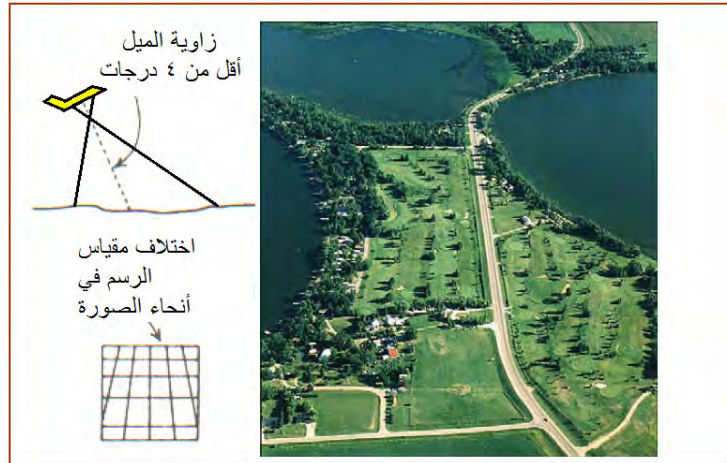 زاوية الميل
أقل من ٤ درجات
اختلاف مقياس
الرسم في
أنحاء الصورة